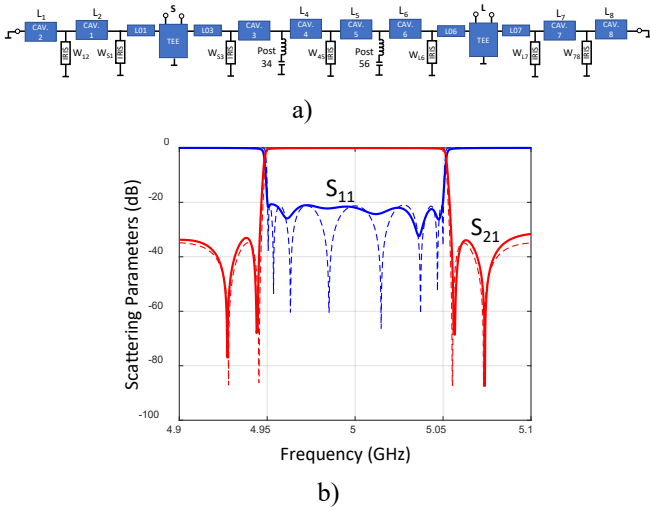 L1 L2 S L3 L4 L5 L6 L L7 L8
CAV. 2 CAV. 1 L01 TEE L03 CAV. 3 CAV. 4 CAV. 5 CAV. 6 L06 TEE L07 CAV. 7 CAV. 8
W12 IRIS WS1 IRIS WS3 IRIS Post 34 W45 IRIS Post 56 WL6 IRIS WL7 IRIS W78 IRIS
a)
0
-20
-40
-60
-80
-100
Scattering Parameters (dB)
S11
S21
4.9 4.95 5 5.05 5.1
Frequency (GHz)
b)